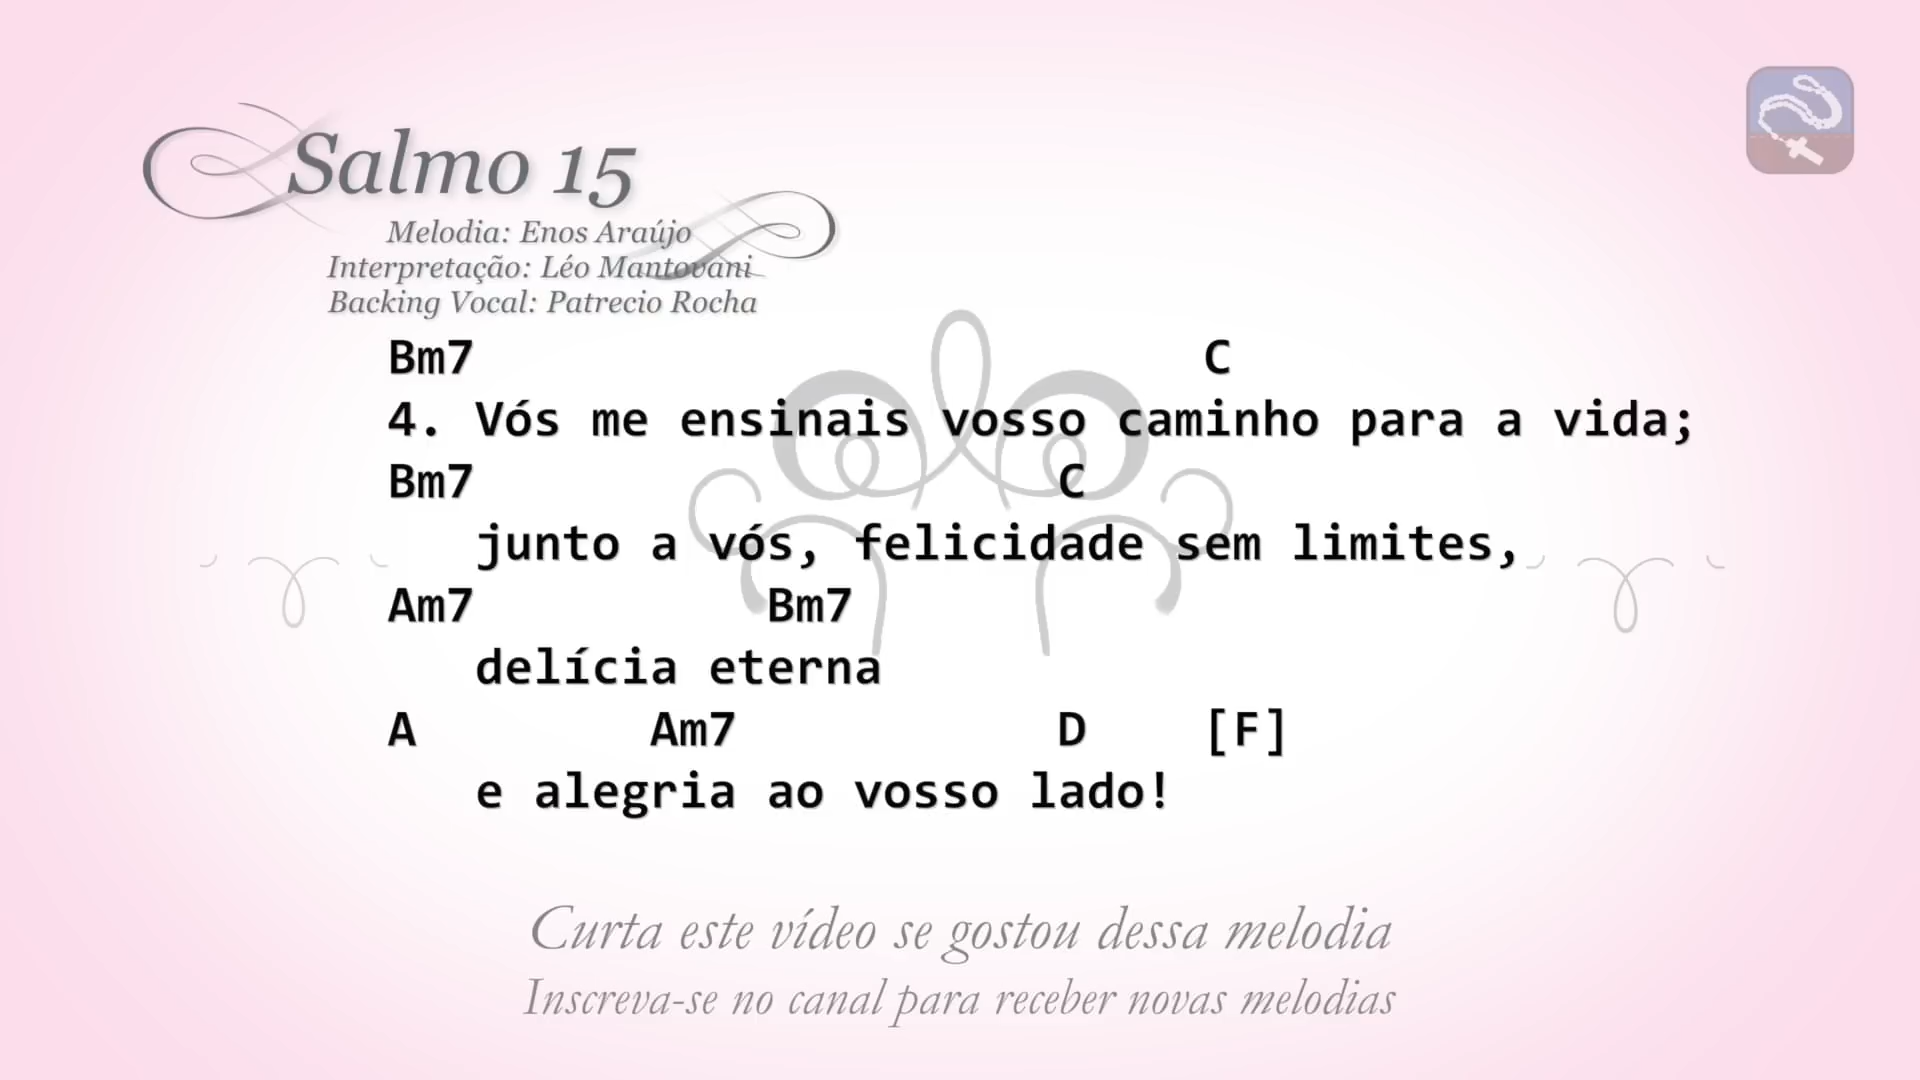 Salmo 15
Melodia: Enos Araújo
Interpretação: Léo Mantovani
Backing Vocal: Patrecio Rocha
Bm7                         C
4. Vós me ensinais vosso caminho para a vida;
Bm7                    C
   junto a vós, felicidade sem limites,
Am7          Bm7
   delícia eterna
A        Am7           D    [F]
   e alegria ao vosso lado!
Curta este vídeo se gostou dessa melodia
Inscreva-se no canal para receber novas melodias